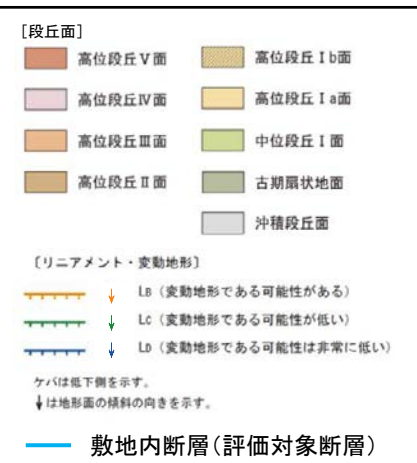 [段丘面]
高位段丘Ⅴ面
高位段丘Ⅰb面
高位段丘Ⅳ面
高位段丘Ⅰa面
高位段丘Ⅲ面
中位段丘Ⅰ面
高位段丘Ⅱ面
古期扇状地面
沖積段丘面
〔リニアメント・変動地形〕
LB(変動地形である可能性がある)
LC(変動地形である可能性が低い)
LD(変動地形である可能性は非常に低い)
ケバは低下側を示す。
↓は地形面の傾斜の向きを示す。
敷地内断層(評価対象断層)